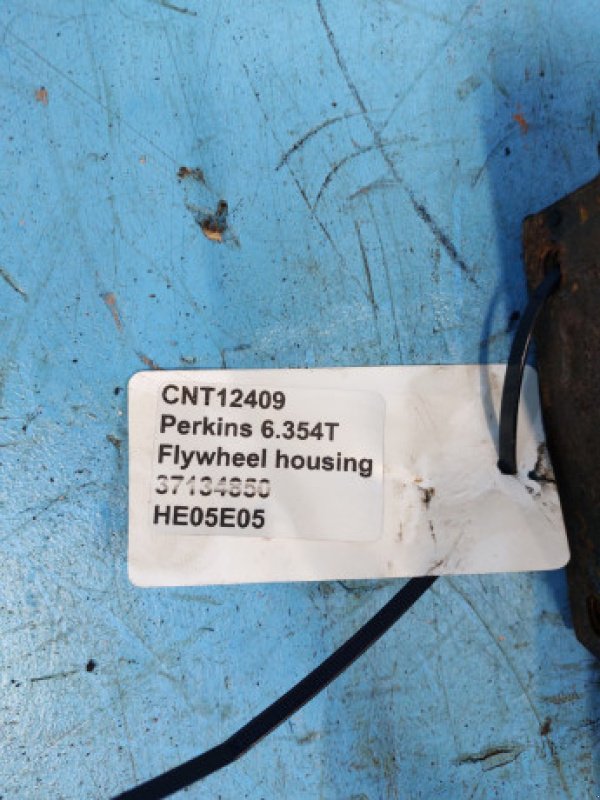 CNT12409
Perkins 6.354T
Flywheel housing
37134850
HE05E05